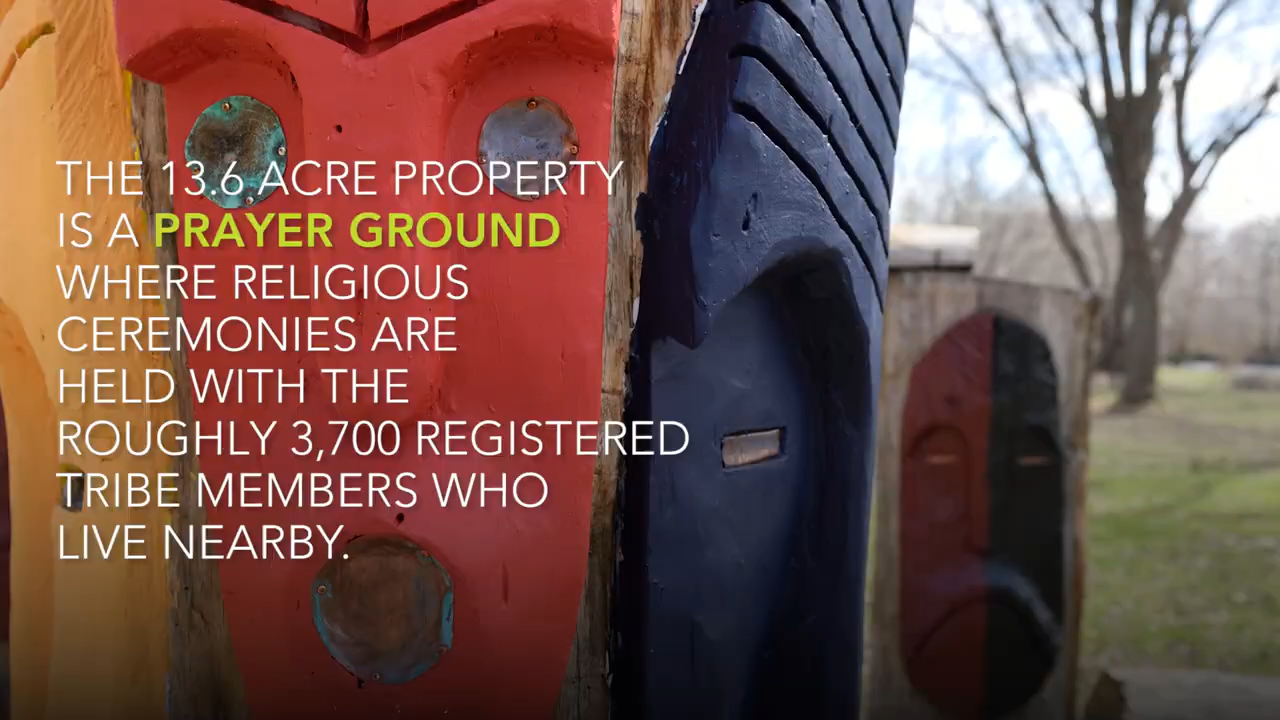 THE 13.6 ACRE PROPERTY
IS A PRAYER GROUND
WHERE RELIGIOUS
CEREMONIES ARE
HELD WITH THE
ROUGHLY 3,700 REGISTERED
TRIBE MEMBERS WHO
LIVE NEARBY.